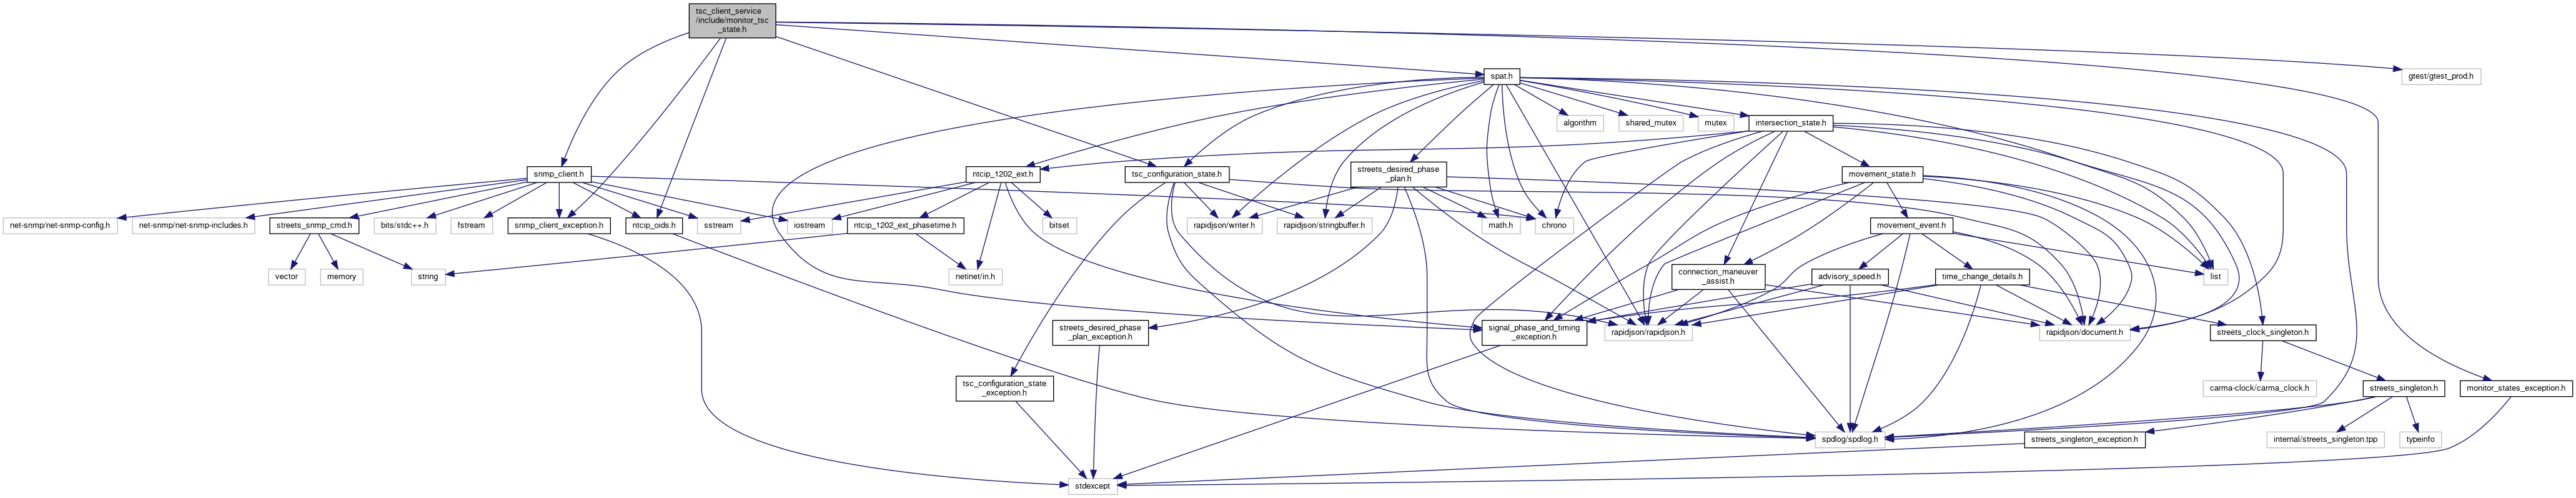 tsc_client_service
/include/monitor_tsc
_state.h
spat.h
gtest/gtest_prod.h
algorithm
shared_mutex
mutex
intersection_state.h
snmp_client.h
ntcip_1202_ext.h
tsc_configuration_state.h
streets_desired_phase
_plan.h
movement_state.h
net-snmp/net-snmp-config.h
net-snmp/net-snmp-includes.h
streets_snmp_cmd.h
bits/stdc++.h
fstream
snmp_client_exception.h
ntcip_oids.h
sstream
iostream
ntcip_1202_ext_phasetime.h
bitset
rapidjson/writer.h
rapidjson/stringbuffer.h
math.h
chrono
movement_event.h
vector
memory
string
netinet/in.h
connection_maneuver
_assist.h
advisory_speed.h
time_change_details.h
list
streets_desired_phase
_plan_exception.h
signal_phase_and_timing
_exception.h
rapidjson/rapidjson.h
rapidjson/document.h
streets_clock_singleton.h
tsc_configuration_state
_exception.h
carma-clock/carma_clock.h
streets_singleton.h
monitor_states_exception.h
spdlog/spdlog.h
streets_singleton_exception.h
internal/streets_singleton.tpp
typeinfo
stdexcept